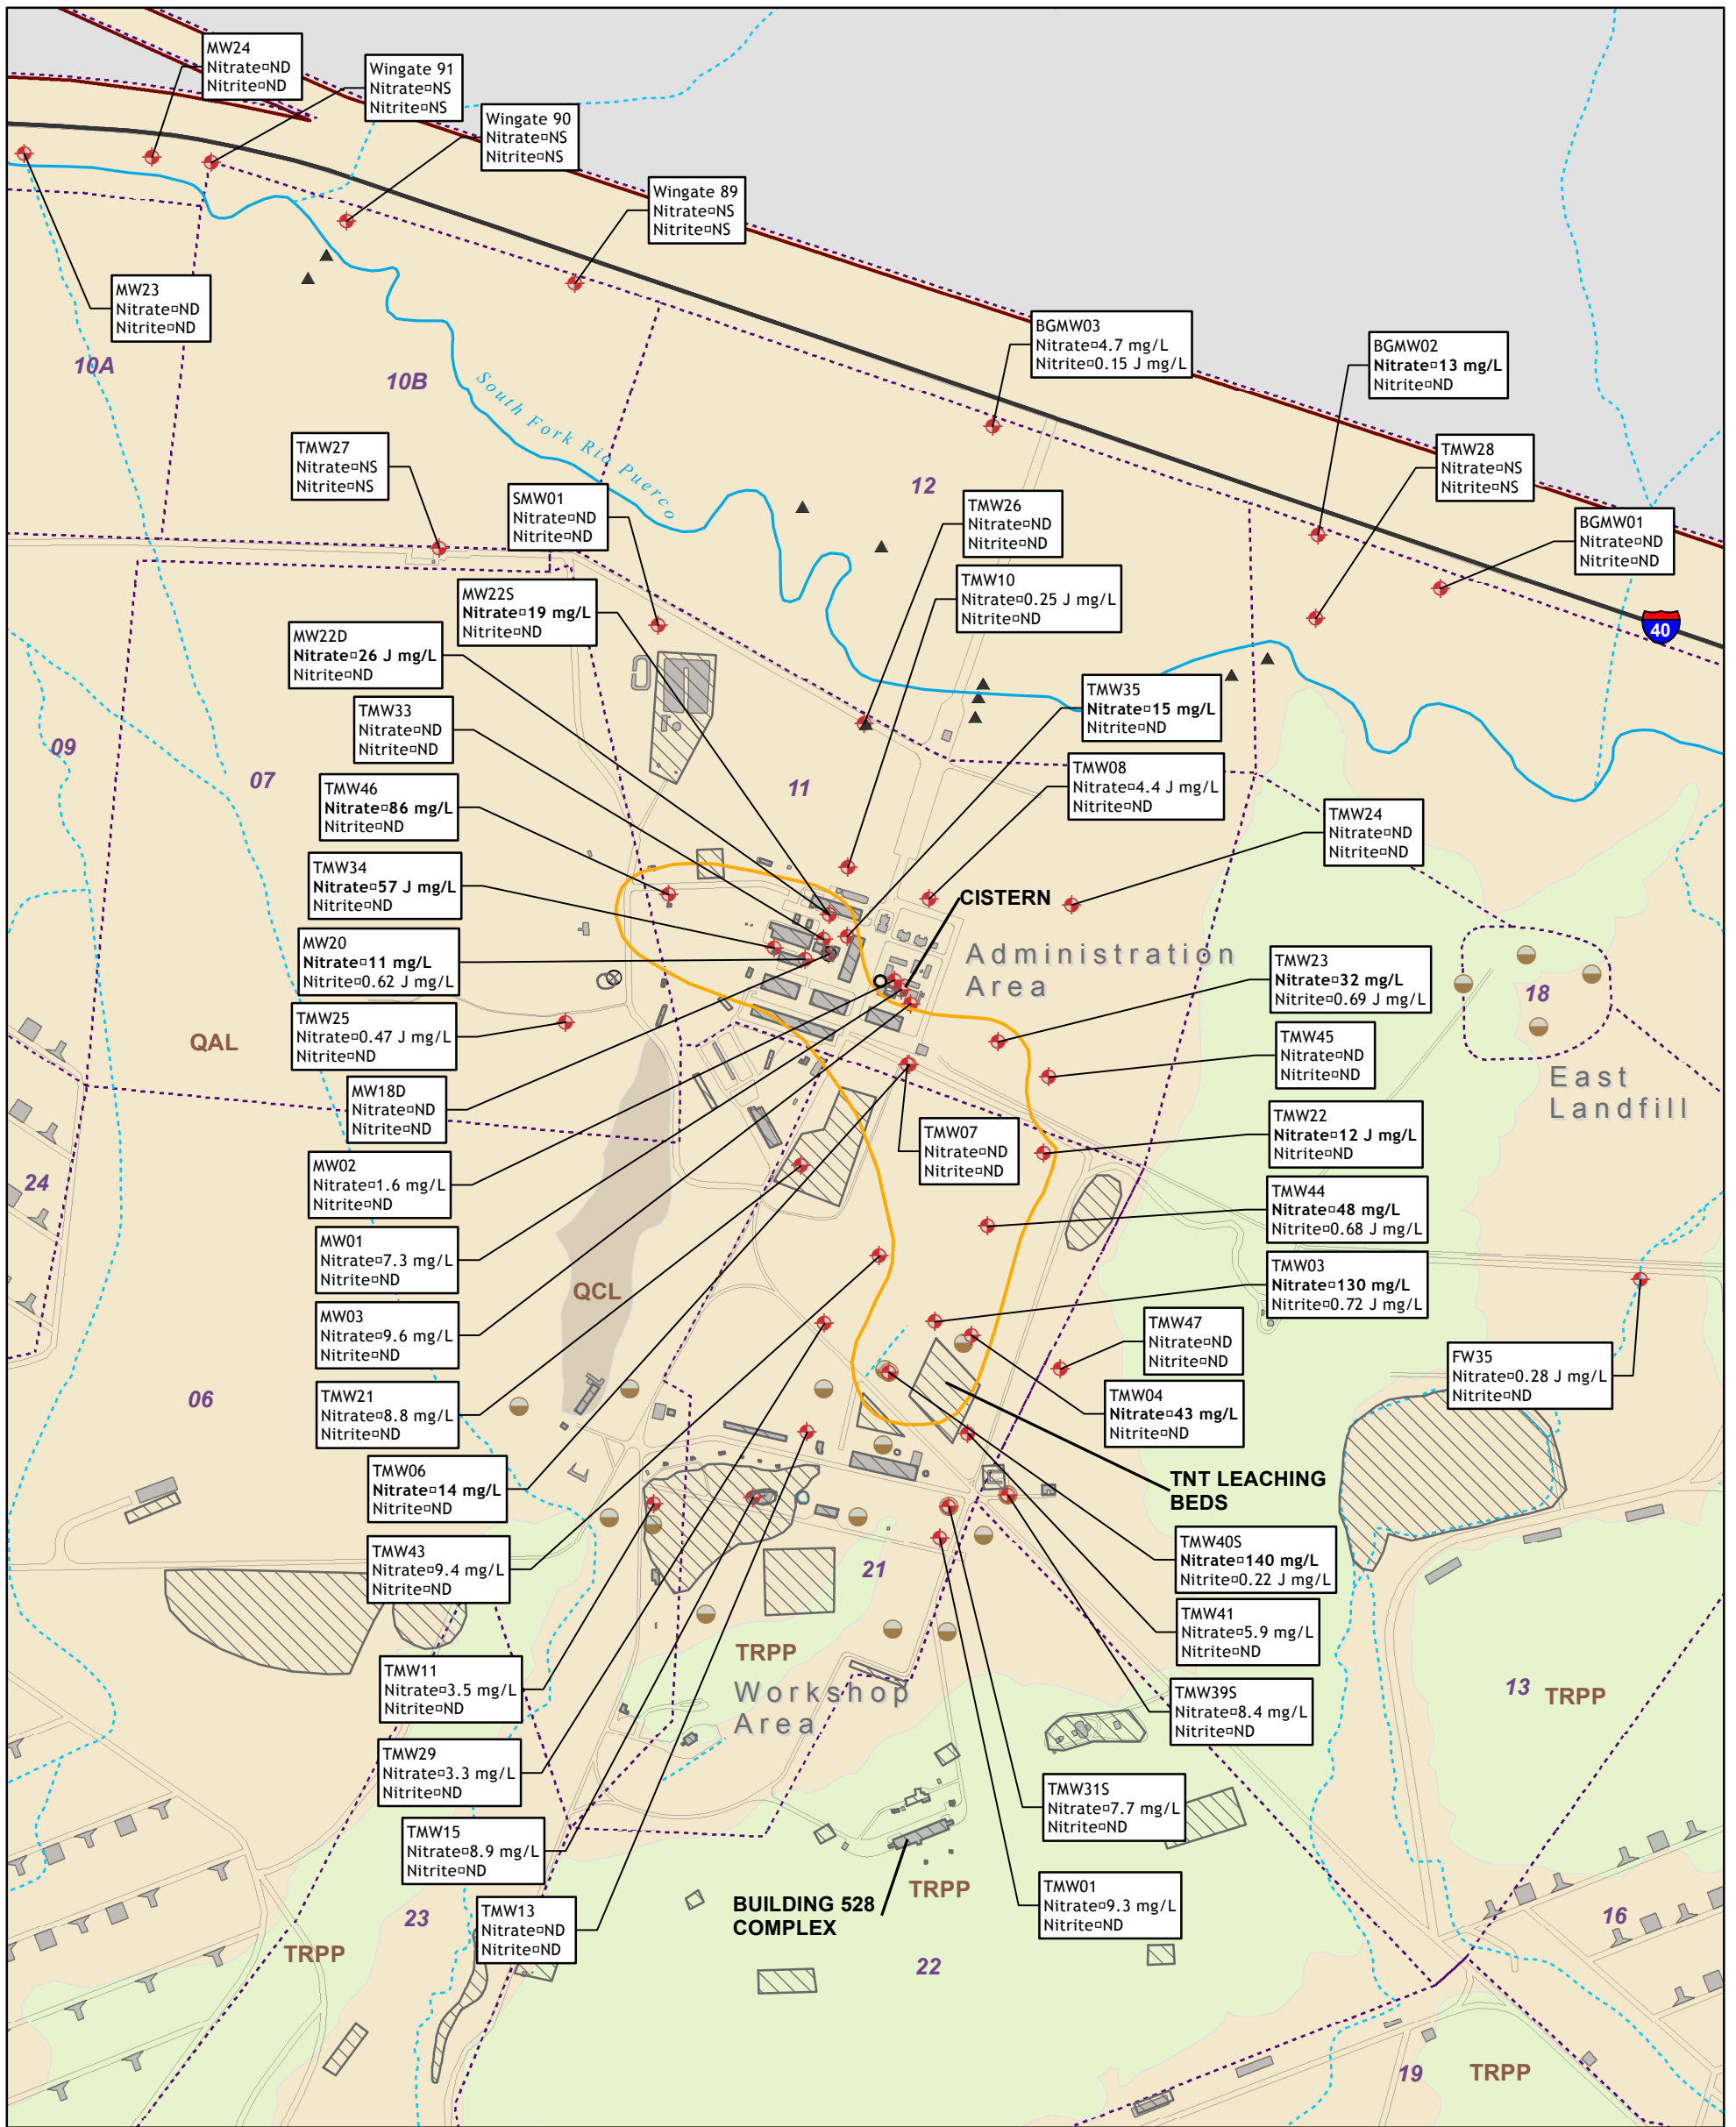 MW24
Nitrate▫ND
Nitrite▫ND
Wingate 91
Nitrate▫NS
Nitrite▫NS
Wingate 90
Nitrate▫NS
Nitrite▫NS
Wingate 89
Nitrate▫NS
Nitrite▫NS
MW23
Nitrate▫ND
Nitrite▫ND
BGMW03
Nitrate▫4.7 mg/L
Nitrite▫0.15 J mg/L
BGMW02
Nitrate▫13 mg/L
Nitrite▫ND
10A
10B
South Fork Rio Puerco
TMW27
Nitrate▫NS
Nitrite▫NS
TMW28
Nitrate▫NS
Nitrite▫NS
12
SMW01
Nitrate▫ND
Nitrite▫ND
TMW26
Nitrate▫ND
Nitrite▫ND
BGMW01
Nitrate▫ND
Nitrite▫ND
TMW10
Nitrate▫0.25 J mg/L
Nitrite▫ND
MW22S
Nitrate▫19 mg/L
Nitrite▫ND
40
MW22D
Nitrate▫26 J mg/L
Nitrite▫ND
TMW35
Nitrate▫15 mg/L
Nitrite▫ND
TMW33
Nitrate▫ND
Nitrite▫ND
09
07
11
TMW08
Nitrate▫4.4 J mg/L
Nitrite▫ND
TMW46
Nitrate▫86 mg/L
Nitrite▫ND
TMW24
Nitrate▫ND
Nitrite▫ND
TMW34
Nitrate▫57 J mg/L
Nitrite▫ND
CISTERN
MW20
Nitrate▫11 mg/L
Nitrite▫0.62 J mg/L
Administration
Area
TMW23
Nitrate▫32 mg/L
Nitrite▫0.69 J mg/L
18
TMW25
Nitrate▫0.47 J mg/L
Nitrite▫ND
QAL
TMW45
Nitrate▫ND
Nitrite▫ND
East
Landfill
MW18D
Nitrate▫ND
Nitrite▫ND
TMW07
Nitrate▫ND
Nitrite▫ND
TMW22
Nitrate▫12 J mg/L
Nitrite▫ND
24
MW02
Nitrate▫1.6 mg/L
Nitrite▫ND
TMW44
Nitrate▫48 mg/L
Nitrite▫0.68 J mg/L
MW01
Nitrate▫7.3 mg/L
Nitrite▫ND
QCL
TMW03
Nitrate▫130 mg/L
Nitrite▫0.72 J mg/L
MW03
Nitrate▫9.6 mg/L
Nitrite▫ND
TMW47
Nitrate▫ND
Nitrite▫ND
FW35
Nitrate▫0.28 J mg/L
Nitrite▫ND
06
TMW21
Nitrate▫8.8 mg/L
Nitrite▫ND
TMW04
Nitrate▫43 mg/L
Nitrite▫ND
TMW06
Nitrate▫14 mg/L
Nitrite▫ND
TNT LEACHING
BEDS
TMW43
Nitrate▫9.4 mg/L
Nitrite▫ND
21
TMW40S
Nitrate▫140 mg/L
Nitrite▫0.22 J mg/L
TMW41
Nitrate▫5.9 mg/L
Nitrite▫ND
TRPP
TMW11
Nitrate▫3.5 mg/L
Nitrite▫ND
Workshop
Area
TMW39S
Nitrate▫8.4 mg/L
Nitrite▫ND
13
TRPP
TMW29
Nitrate▫3.3 mg/L
Nitrite▫ND
TMW31S
Nitrate▫7.7 mg/L
Nitrite▫ND
TMW15
Nitrate▫8.9 mg/L
Nitrite▫ND
TMW01
Nitrate▫9.3 mg/L
Nitrite▫ND
TRPP
BUILDING 528
COMPLEX
TMW13
Nitrate▫ND
Nitrite▫ND
23
16
TRPP
22
19
TRPP